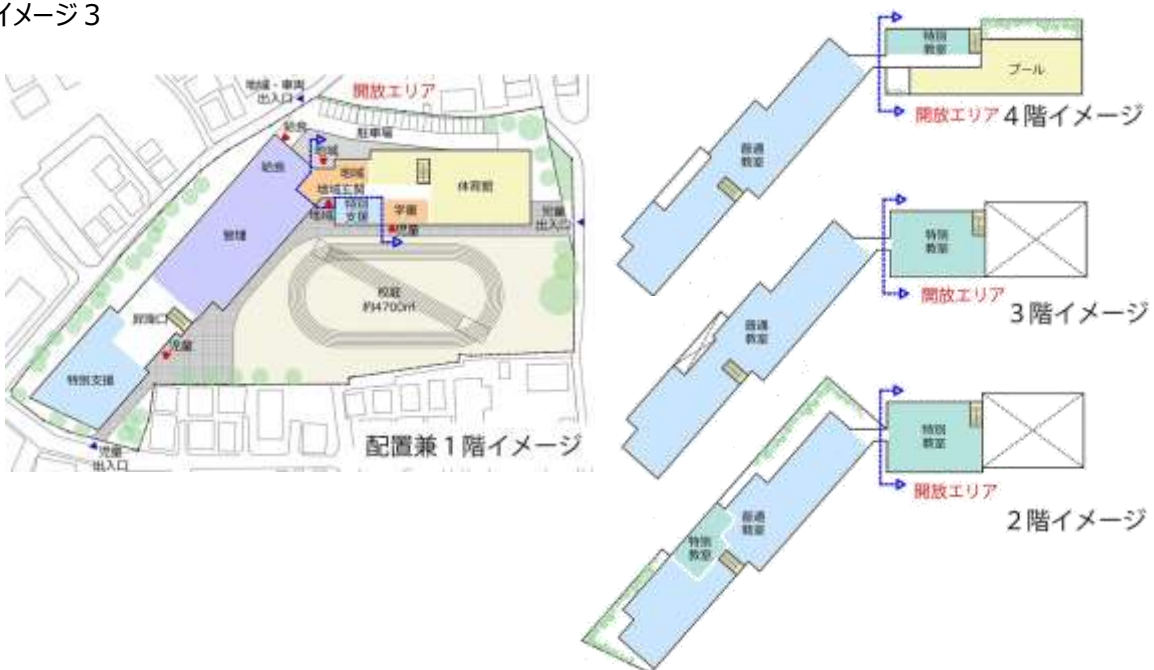 イメージ３
地域・車両
出入口
開放エリア
給食
駐車場
地域
給食
地域
地域玄関
体育館
管理
地域
特別
支援
学童
児童
児童
出入口
校庭
約4700㎡
昇降口
児童
特別支援
児童
出入口
配置兼１階イメージ
特別
教室
プール
開放エリア
４階イメージ
普通
教室
特別
教室
開放エリア
３階イメージ
普通
教室
特別
教室
開放エリア
２階イメージ
普通
教室
特別
教室